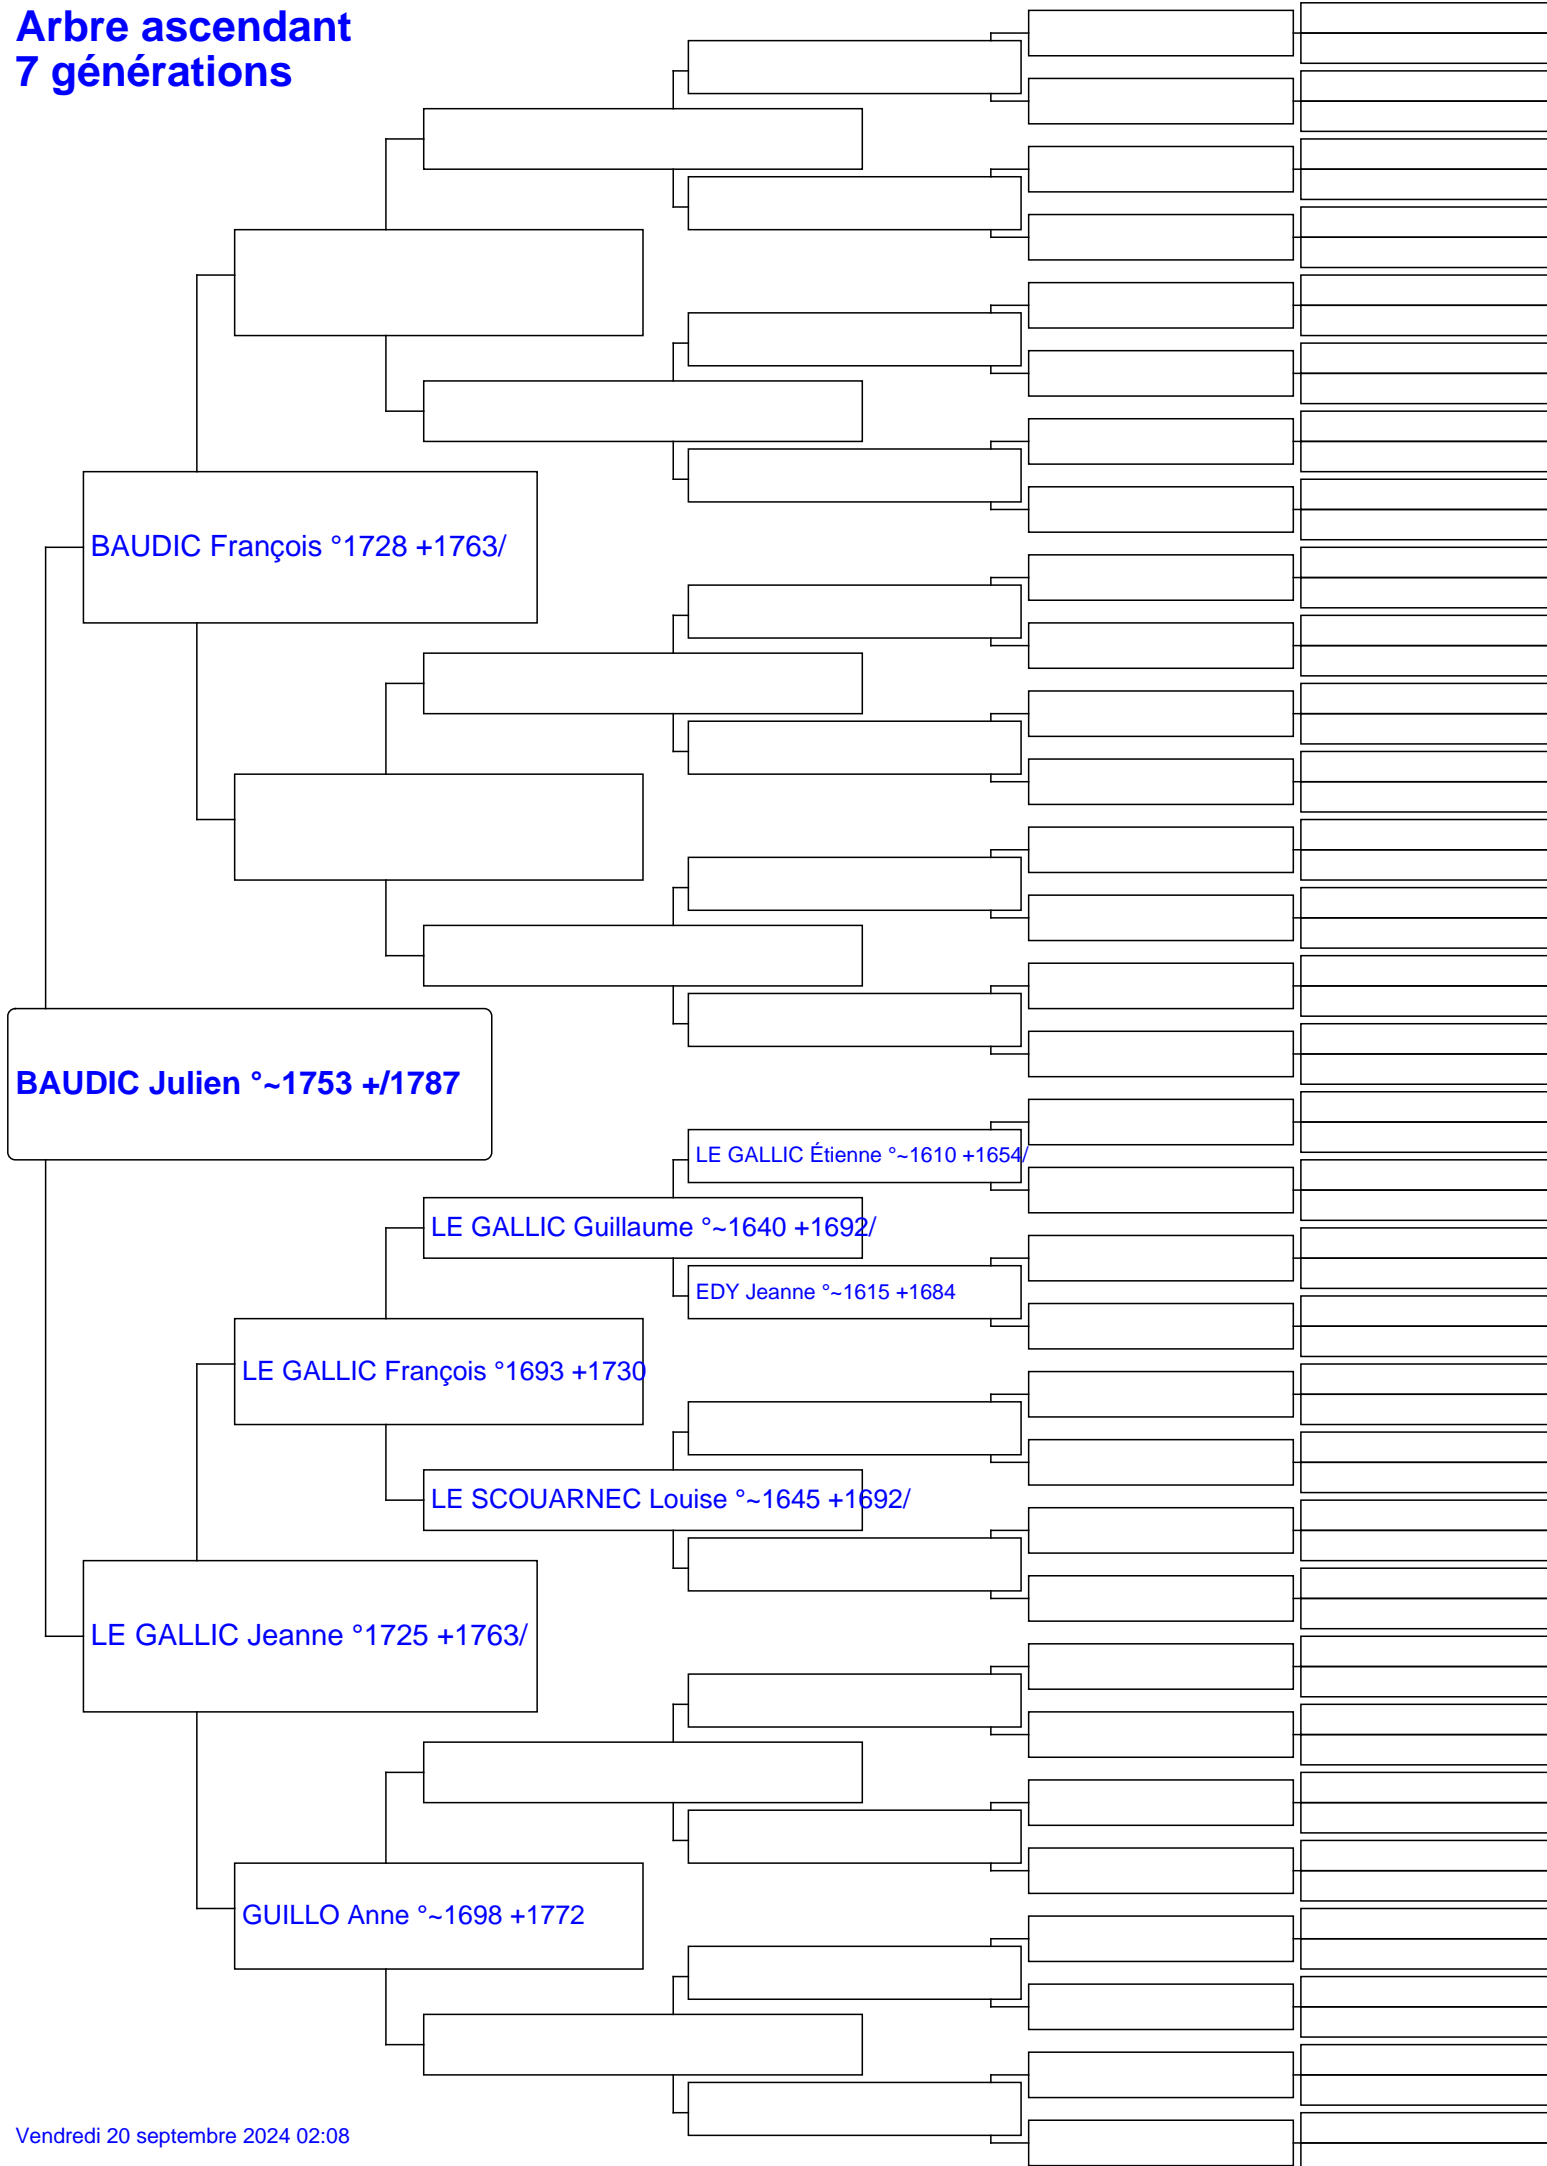 Arbre ascendant
7 générations
BAUDIC François °1728 +1763/
BAUDIC Julien °~1753 +/1787
LE GALLIC Étienne °~1610 +1654/
LE GALLIC Guillaume °~1640 +1692/
EDY Jeanne °~1615 +1684
LE GALLIC François °1693 +1730
LE SCOUARNEC Louise °~1645 +1692/
LE GALLIC Jeanne °1725 +1763/
GUILLO Anne °~1698 +1772
Vendredi 20 septembre 2024 02:08